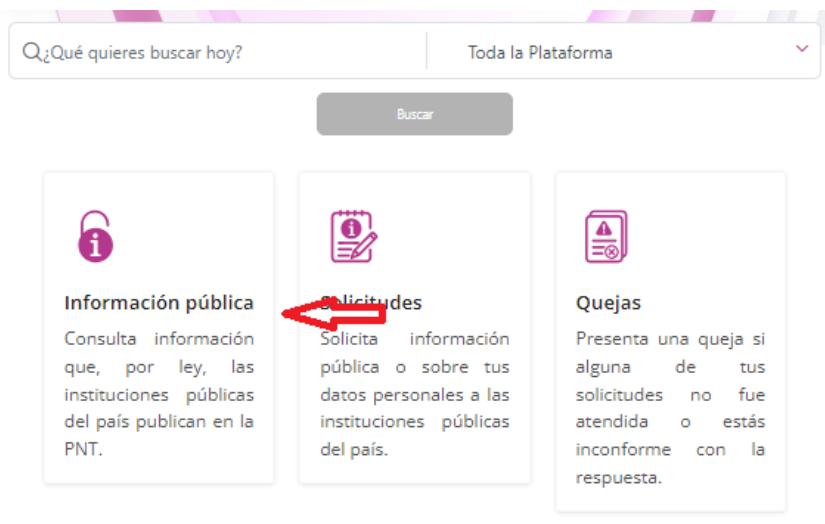 ¿Qué quieres buscar hoy?
Toda la Plataforma
Buscar
Información pública
Consulta información
que, por ley, las
instituciones públicas
del país publican en la
PNT.
Solicitudes
Solicita información
pública o sobre tus
datos personales a las
instituciones públicas
del país.
Quejas
Presenta una queja si
alguna de tus
solicitudes no fue
atendida o estás
inconforme con la
respuesta.